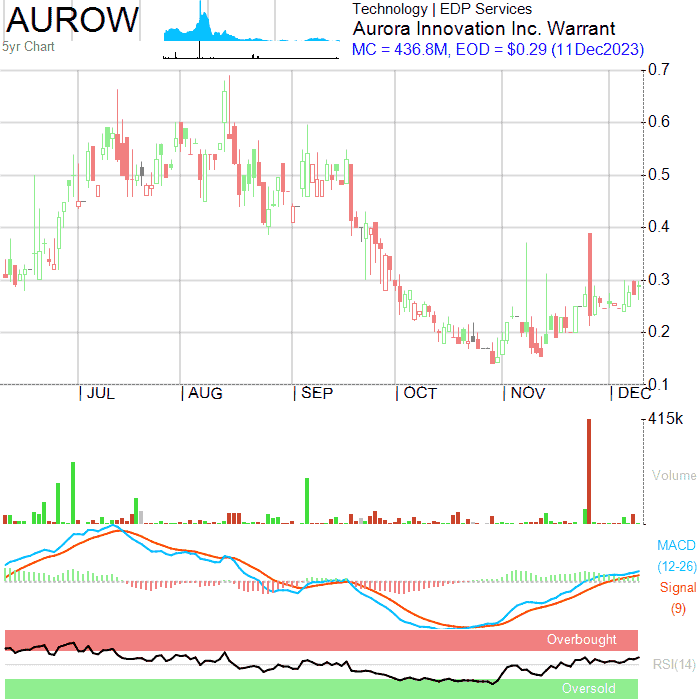 AUROW
5yr Chart
Technology | EDP Services
Aurora Innovation Inc. Warrant
MC = 436.8M, EOD = $0.29 (11Dec2023)
0.7
0.6
0.5
0.4
0.3
0.2
0.1
| JUL | AUG | SEP | OCT | NOV | DEC
415k
Volume
MACD
(12-26)
Signal
(9)
Overbought
RSI(14)
Oversold